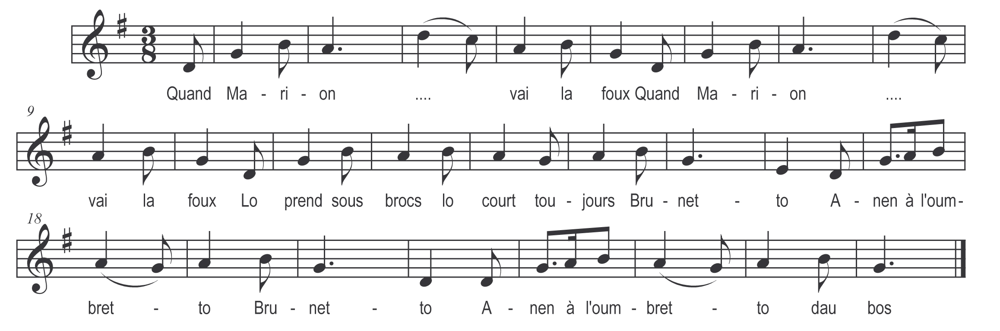 3
8
Quand Ma - ri - on .... vai la foux Quand Ma - ri - on ....
9
vai la foux Lo prend sous brocs lo court tou - jours Bru - net - to A - nen à l'oum-
18
bret - to Bru - net - to A - nen à l'oum - bret - to dau bos